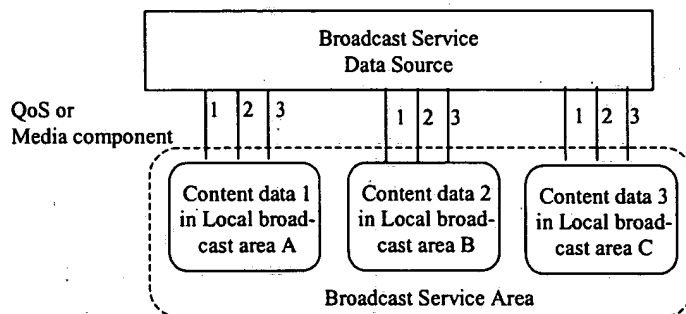 Broadcast Service
Data Source
QoS or
Media component
1 2 3
1 2 3
1 2 3
Content data 1
in Local broad-
cast area A
Content data 2
in Local broad-
cast area B
Content data 3
in Local broad-
cast area C
Broadcast Service Area